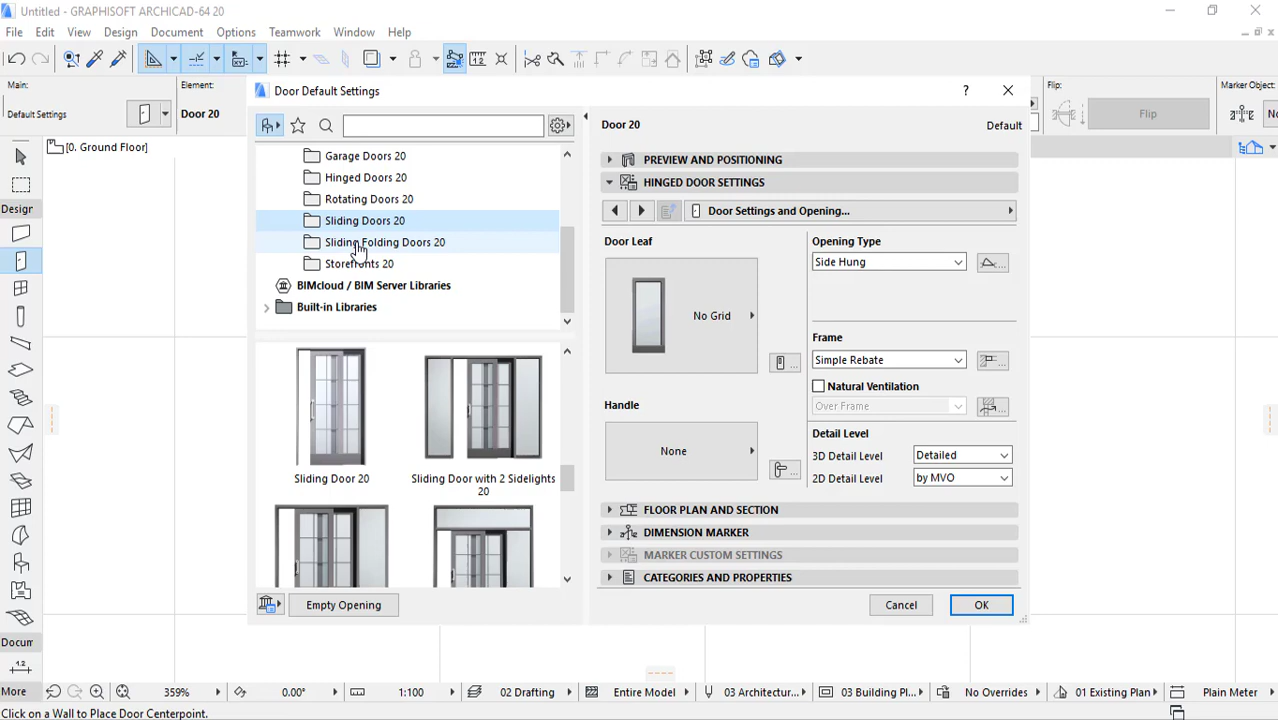 Untitled - GRAPHISOFT ARCHICAD-64 20
File Edit View Design Document Options Teamwork Window Help
Main:
Default Settings
Element:
Door 20
Flip:
Flip
Marker Object:
[0. Ground Floor]
Design
Docum
More
Door Default Settings
?
Garage Doors 20
Hinged Doors 20
Rotating Doors 20
Sliding Doors 20
Sliding Folding Doors 20
Storefronts 20
BIMcloud / BIM Server Libraries
Built-in Libraries
Sliding Door 20
Sliding Door with 2 Sidelights 20
Empty Opening
Door 20
Default
PREVIEW AND POSITIONING
HINGED DOOR SETTINGS
Door Settings and Opening...
Door Leaf
No Grid
Handle
None
Opening Type
Side Hung
Frame
Simple Rebate
Natural Ventilation
Over Frame
Detail Level
3D Detail Level Detailed
2D Detail Level by MVO
FLOOR PLAN AND SECTION
DIMENSION MARKER
MARKER CUSTOM SETTINGS
CATEGORIES AND PROPERTIES
Cancel
OK
359% 0.00° 1:100 02 Drafting Entire Model 03 Architectur... 03 Building Pl... No Overrides 01 Existing Plan Plain Meter
Click on a Wall to Place Door Centerpoint.